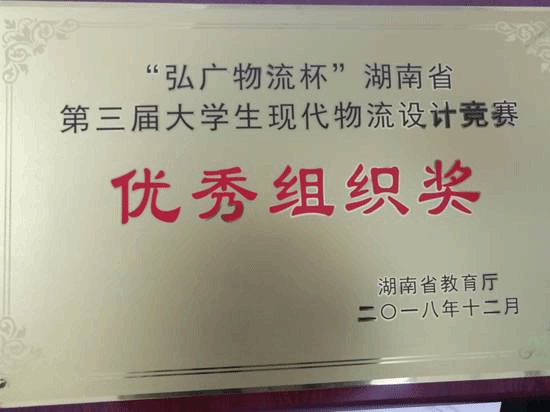 “弘广物流杯”湖南省
第三届大学生现代物流设计竞赛
优秀组织奖
湖南省教育厅
二〇一八年十二月